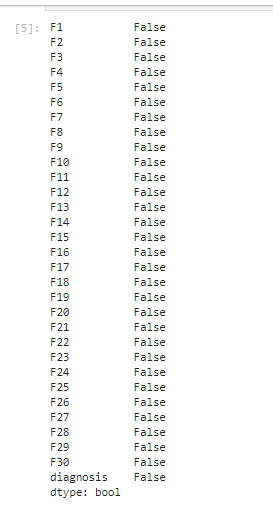 [5]: F1 False
F2 False
F3 False
F4 False
F5 False
F6 False
F7 False
F8 False
F9 False
F10 False
F11 False
F12 False
F13 False
F14 False
F15 False
F16 False
F17 False
F18 False
F19 False
F20 False
F21 False
F22 False
F23 False
F24 False
F25 False
F26 False
F27 False
F28 False
F29 False
F30 False
diagnosis False
dtype: bool